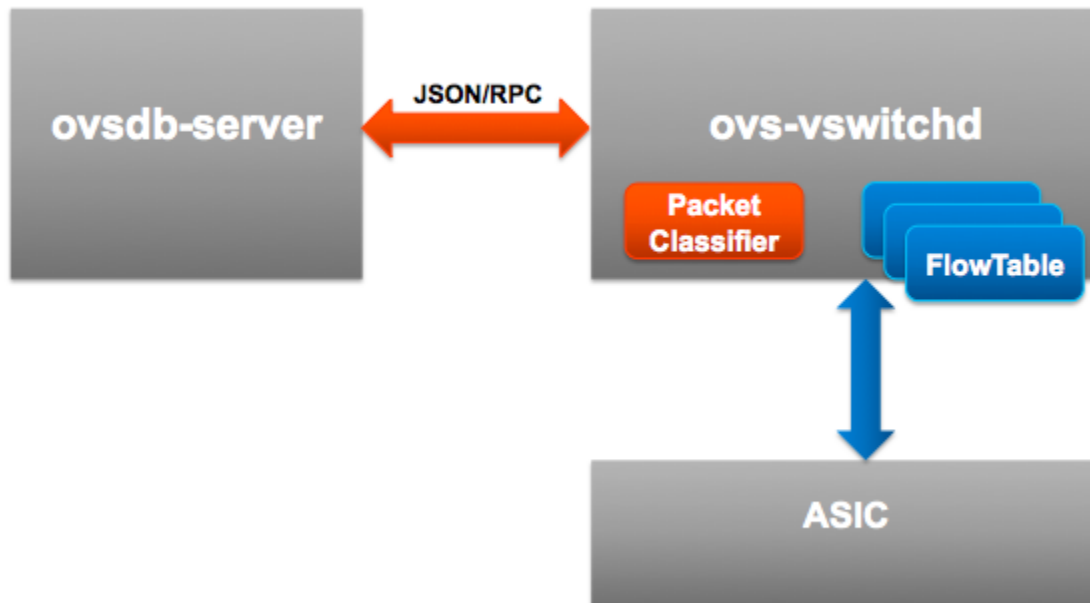 JSON/RPC
ovsdb-server
ovs-vswitchd
Packet
Classifier
FlowTable
ASIC